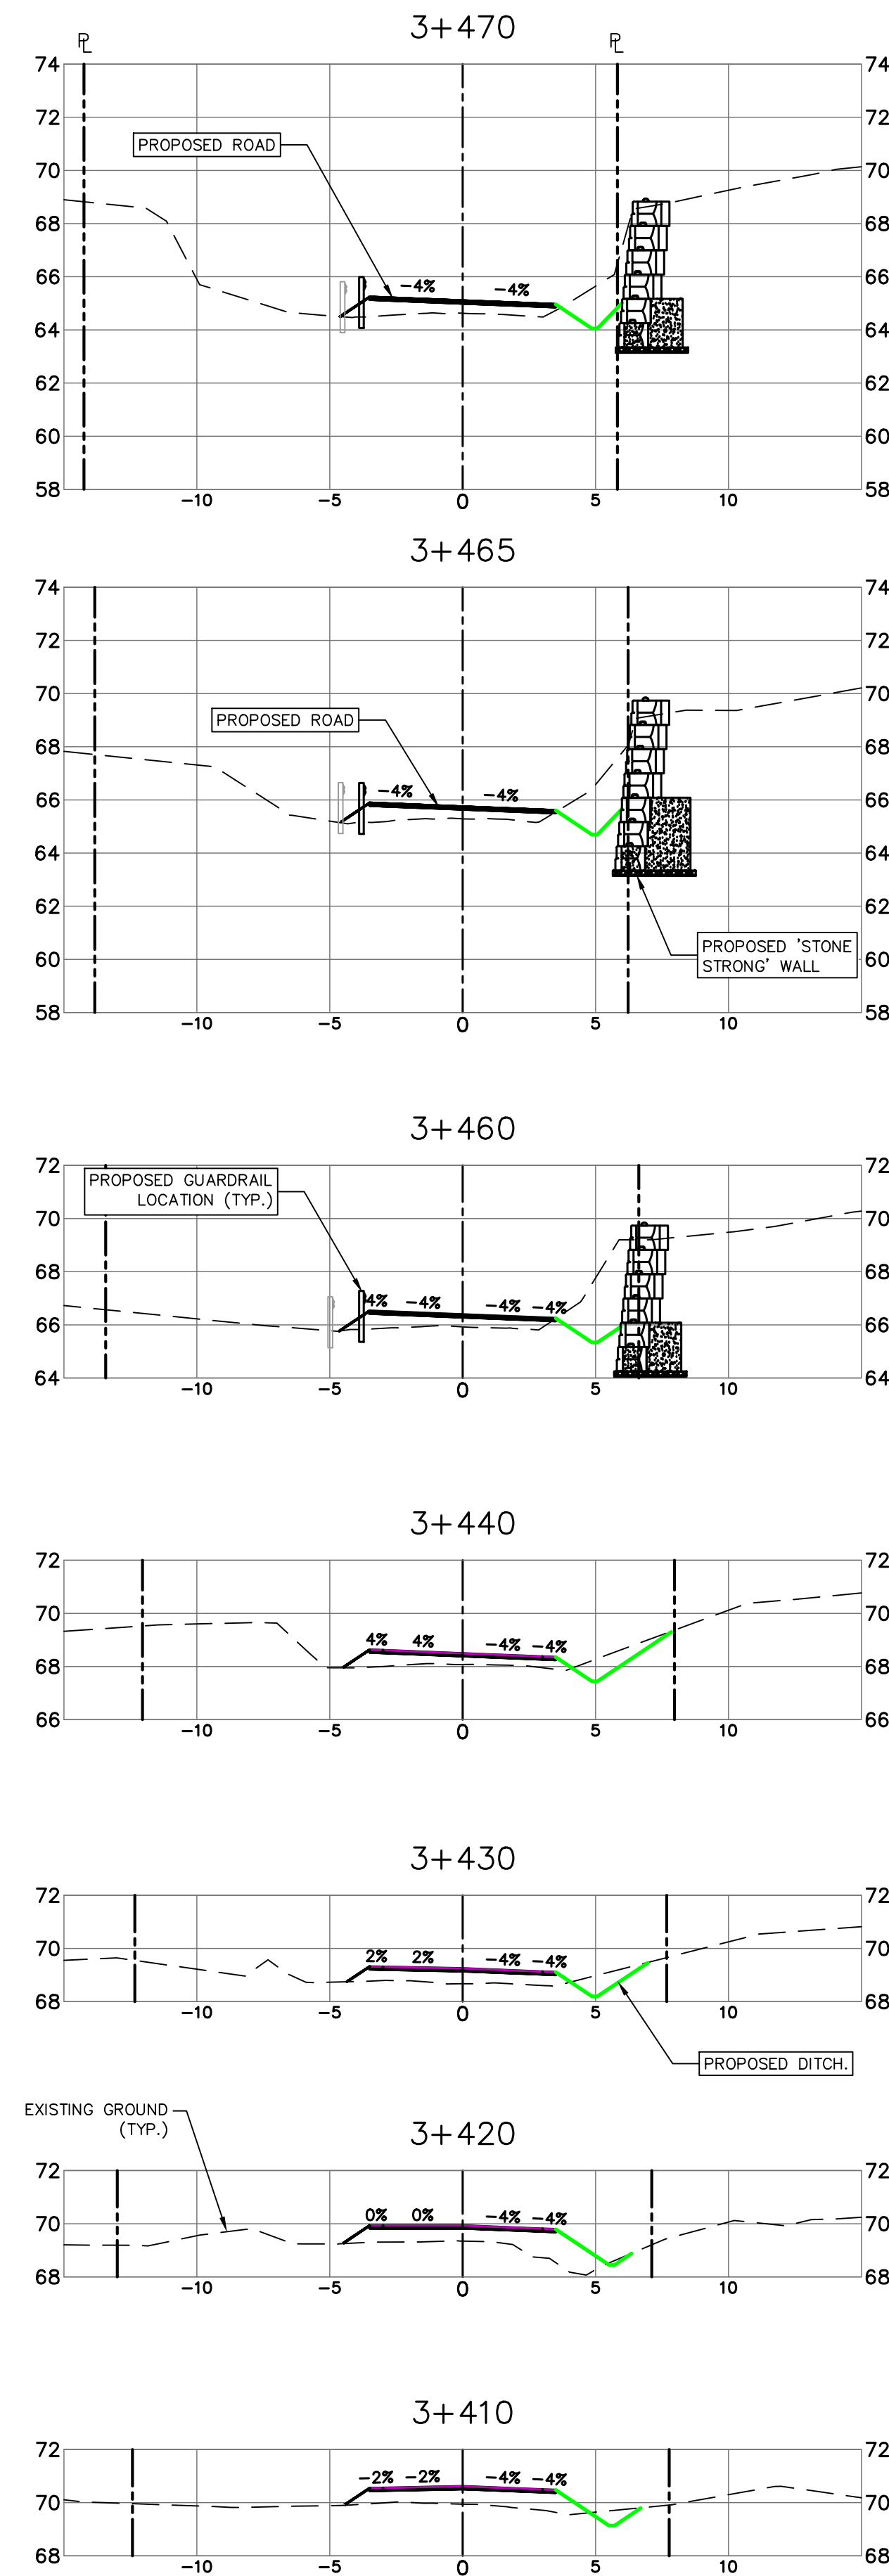 3+470
PL PL
74 74
72 72
PROPOSED ROAD
70 70
68 68
66 66
-4% -4%
64 64
62 62
60 60
58 58
-10 -5 0 5 10
3+465
74 74
72 72
70 70
PROPOSED ROAD
68 68
66 66
-4% -4%
64 64
62 62
PROPOSED 'STONE
STRONG' WALL
60 60
58 58
-10 -5 0 5 10
3+460
72 72
PROPOSED GUARDRAIL
LOCATION (TYP.)
70 70
68 68
4% -4% -4% -4%
66 66
64 64
-10 -5 0 5 10
3+440
72 72
70 70
4% 4% -4% -4%
68 68
66 66
-10 -5 0 5 10
3+430
72 72
70 70
2% 2% -4% -4%
68 68
-10 -5 0 5 10
PROPOSED DITCH.
EXISTING GROUND
(TYP.)
3+420
72 72
0% 0% -4% -4%
70 70
68 68
-10 -5 0 5 10
3+410
72 72
-2% -2% -4% -4%
70 70
68 68
-10 -5 0 5 10